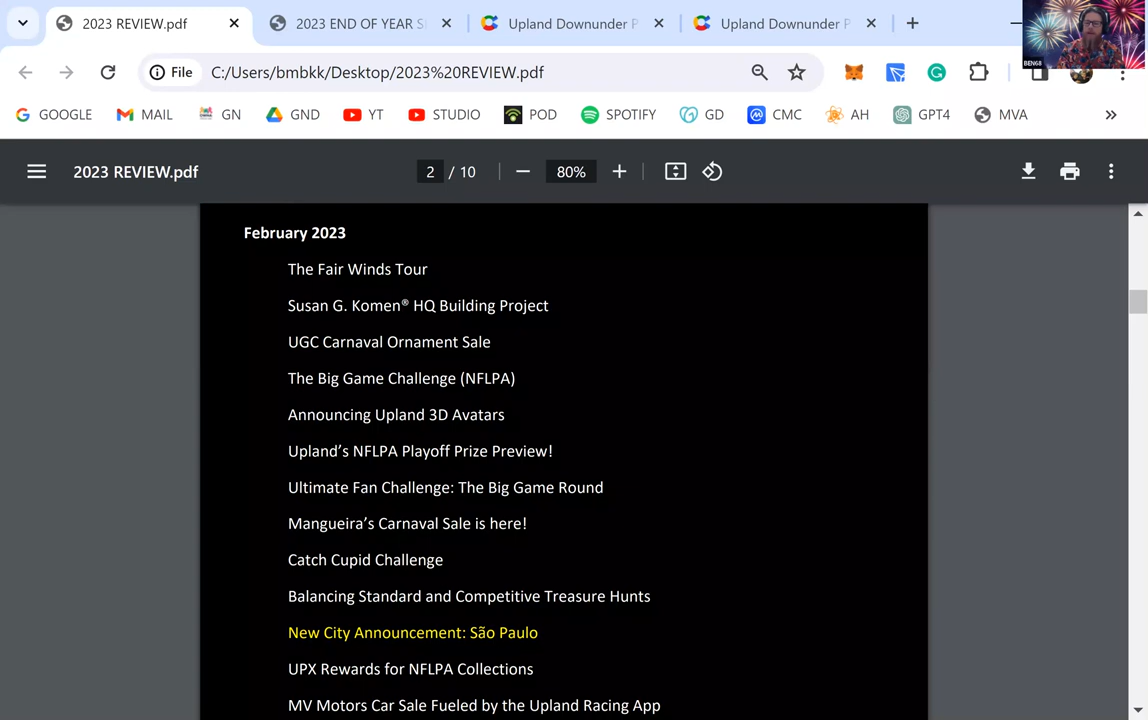 2023 REVIEW.pdf
2023 END OF YEAR S
Upland Downunder P
Upland Downunder P
File
C:/Users/bmbkk/Desktop/2023%20REVIEW.pdf
BEN68
GOOGLE
MAIL
GN
GND
YT
STUDIO
POD
SPOTIFY
GD
CMC
AH
GPT4
MVA
2023 REVIEW.pdf
2 / 10
80%
February 2023
The Fair Winds Tour
Susan G. Komen® HQ Building Project
UGC Carnaval Ornament Sale
The Big Game Challenge (NFLPA)
Announcing Upland 3D Avatars
Upland’s NFLPA Playoff Prize Preview!
Ultimate Fan Challenge: The Big Game Round
Mangueira’s Carnaval Sale is here!
Catch Cupid Challenge
Balancing Standard and Competitive Treasure Hunts
New City Announcement: São Paulo
UPX Rewards for NFLPA Collections
MV Motors Car Sale Fueled by the Upland Racing App